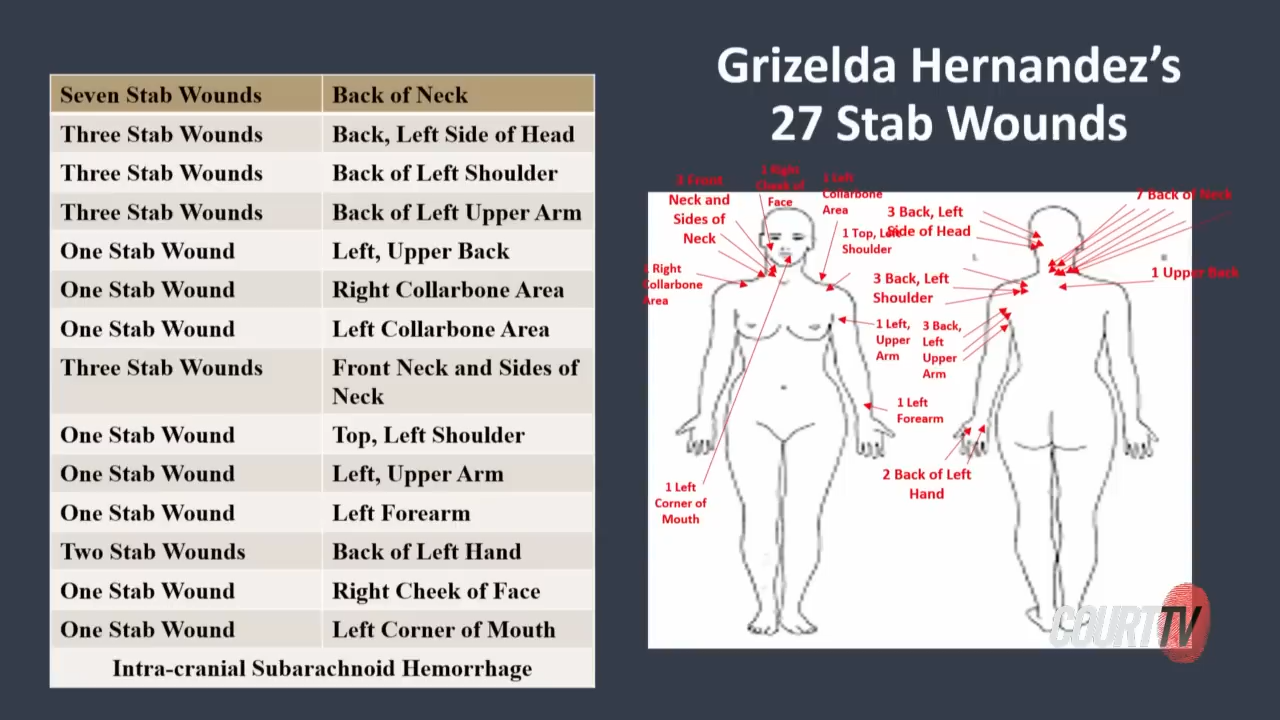 Grizelda Hernandez's
27 Stab Wounds
Seven Stab Wounds Back of Neck
Three Stab Wounds Back, Left Side of Head
Three Stab Wounds Back of Left Shoulder
Three Stab Wounds Back of Left Upper Arm
One Stab Wound Left, Upper Back
One Stab Wound Right Collarbone Area
One Stab Wound Left Collarbone Area
Three Stab Wounds Front Neck and Sides of
Neck
One Stab Wound Top, Left Shoulder
One Stab Wound Left, Upper Arm
One Stab Wound Left Forearm
Two Stab Wounds Back of Left Hand
One Stab Wound Right Cheek of Face
One Stab Wound Left Corner of Mouth
Intra-cranial Subarachnoid Hemorrhage
3 Front
Neck and
Sides of
Neck
1 Right
Cheek of
Face
1 Left
Collarbone
Area
1 Top, Left
Shoulder
1 Right
Collarbone
Area
1 Left,
Upper
Arm
1 Left
Forearm
1 Left
Corner of
Mouth
3 Back, Left
Side of Head
7 Back of Neck
3 Back, Left
Shoulder
1 Upper Back
3 Back,
Left
Upper
Arm
2 Back of Left
Hand
L
COURT TV